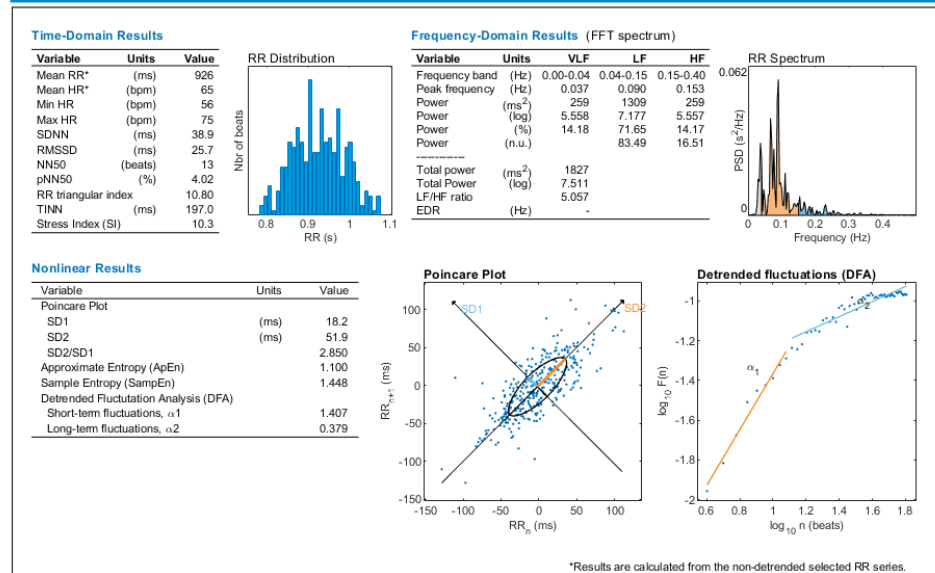 Time-Domain Results
Variable Units Value
Mean RR* (ms) 926
Mean HR* (bpm) 65
Min HR (bpm) 56
Max HR (bpm) 75
SDNN (ms) 38.9
RMSSD (ms) 25.7
NN50 (beats) 13
pNN50 (%) 4.02
RR triangular index 10.80
TINN (ms) 197.0
Stress Index (SI) 10.3
RR Distribution
Nbr of beats
0.8 0.9 1 1.1
RR (s)
Frequency-Domain Results (FFT spectrum)
Variable Units VLF LF HF
Frequency band (Hz) 0.00-0.04 0.04-0.15 0.15-0.40
Peak frequency (Hz) 0.037 0.090 0.153
Power (ms2) 259 1309 259
Power (log) 5.558 7.177 5.557
Power (%) 14.18 71.65 14.17
Power (n.u.) 83.49 16.51
-------------
Total power (ms2) 1827
Total Power (log) 7.511
LF/HF ratio 5.057
EDR (Hz) -
RR Spectrum
0.062
PSD (s2/Hz)
0
0 0.1 0.2 0.4
Frequency (Hz)
Nonlinear Results
Variable Units Value
Poincare Plot
SD1 (ms) 18.2
SD2 (ms) 51.9
SD2/SD1 2.850
Approximate Entropy (ApEn) 1.100
Sample Entropy (SampEn) 1.448
Detrended Fluctutation Analysis (DFA)
Short-term fluctuations, α1 1.407
Long-term fluctuations, α2 0.379
Poincare Plot
SD1
SD2
100
50
0
-50
-100
-150
RRn+1 (ms)
-150 -100 -50 0 50 100
RRn (ms)
Detrended fluctuations (DFA)
α2
α1
-1
-1.2
-1.4
-1.6
-1.8
-2
log10 F(n)
0.6 0.8 1 1.2 1.4 1.6 1.8
log10 n (beats)
*Results are calculated from the non-detrended selected RR series.